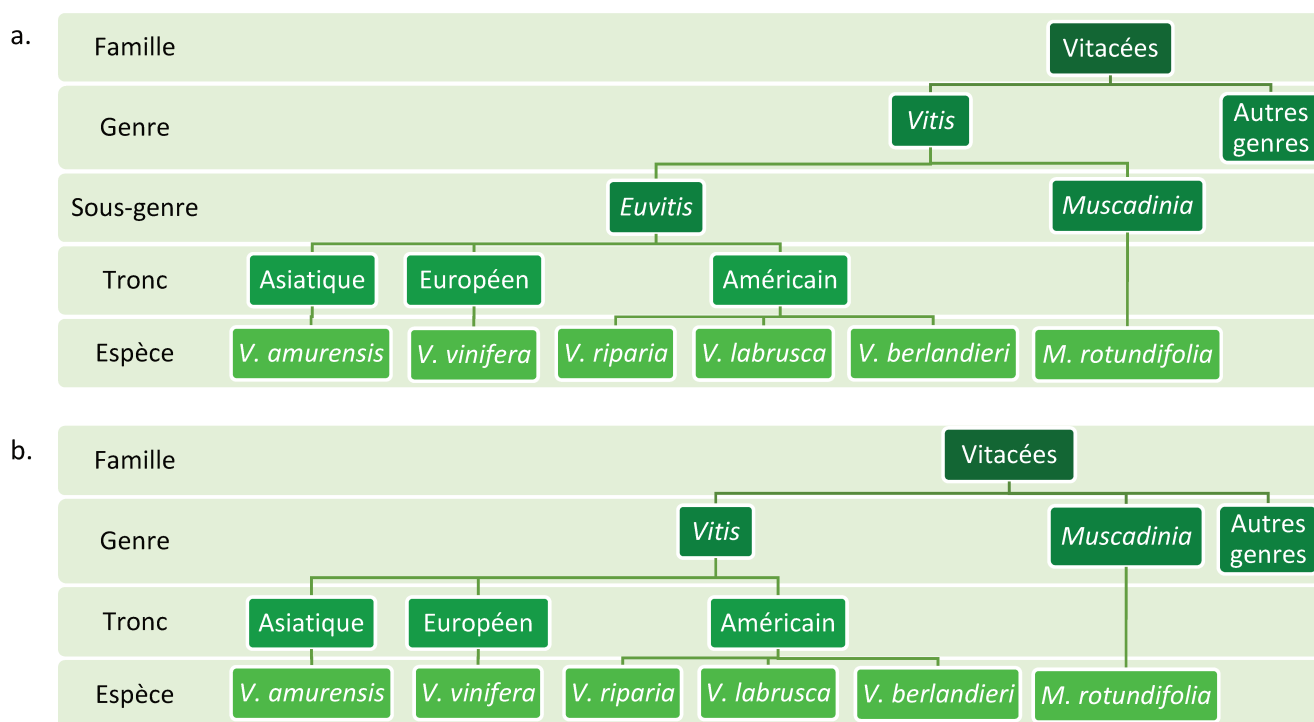 a.
Famille
Vitacées
Genre
Vitis
Autres
genres
Sous-genre
Euvitis
Muscadinia
Tronc
Asiatique
Européen
Américain
Espèce
V. amurensis
V. vinifera
V. riparia
V. labrusca
V. berlandieri
M. rotundifolia
b.
Famille
Vitacées
Genre
Vitis
Muscadinia
Autres
genres
Tronc
Asiatique
Européen
Américain
Espèce
V. amurensis
V. vinifera
V. riparia
V. labrusca
V. berlandieri
M. rotundifolia